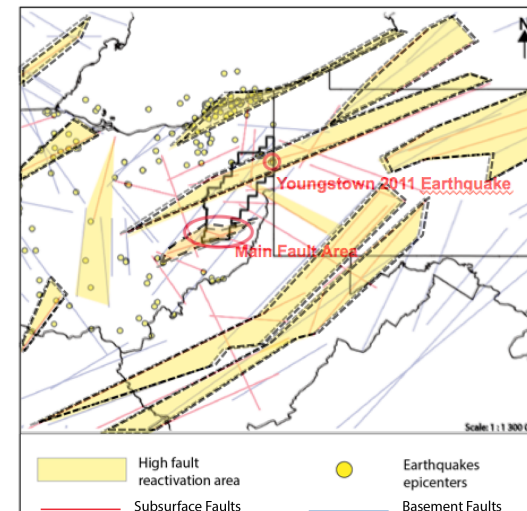 N
Youngstown 2011 Earthquake
Main Fault Area
Scale: 1 : 1 300 0
High fault
reactivation area
Earthquakes
epicenters
Subsurface Faults
Basement Faults